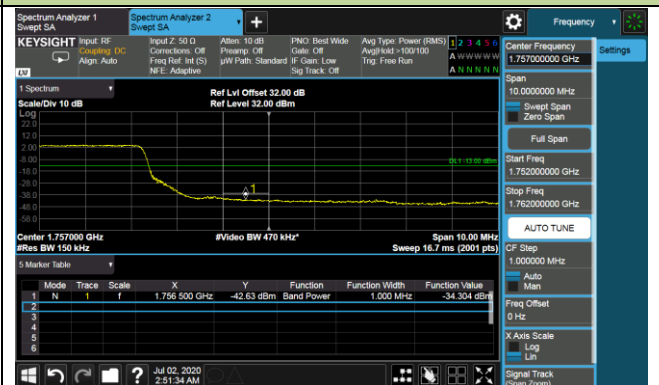 Spectrum Analyzer 1
Swept SA
Spectrum Analyzer 2
Swept SA
Frequency
KEYSIGHT
Input: RF
Coupling: DC
Align: Auto
Input Z: 50 Ω
Corrections: Off
Freq Ref: Int (S)
NFE: Adaptive
Atten: 10 dB
Preamp: Off
µW Path: Standard
PNO: Best Wide
Gate: Off
IF Gain: Low
Sig Track: Off
Avg Type: Power (RMS)
Avg|Hold >100/100
Trig: Free Run
1 2 3 4 5 6
A W W W W W
A N N N N N
LXI
1 Spectrum
Scale/Div 10 dB
Ref Lvl Offset 32.00 dB
Ref Level 32.00 dBm
Log
22.0
12.0
2.00
-8.00
-18.0
-28.0
-38.0
-48.0
-58.0
DL1 -13.00 dBm
1
Center 1.757000 GHz
#Video BW 470 kHz*
Span 10.00 MHz
#Res BW 150 kHz
Sweep 16.7 ms (2001 pts)
5 Marker Table
Mode Trace Scale X Y Function Function Width Function Value
1 N 1 f 1.756 500 GHz -42.63 dBm Band Power 1.000 MHz -34.304 dBm
2
3
4
5
6
Jul 02, 2020
2:51:34 AM
Center Frequency
1.757000000 GHz
Settings
Span
10.0000000 MHz
Swept Span
Zero Span
Full Span
Start Freq
1.752000000 GHz
Stop Freq
1.762000000 GHz
AUTO TUNE
CF Step
1.000000 MHz
Auto
Man
Freq Offset
0 Hz
X Axis Scale
Log
Lin
Signal Track
(Span Zoom)